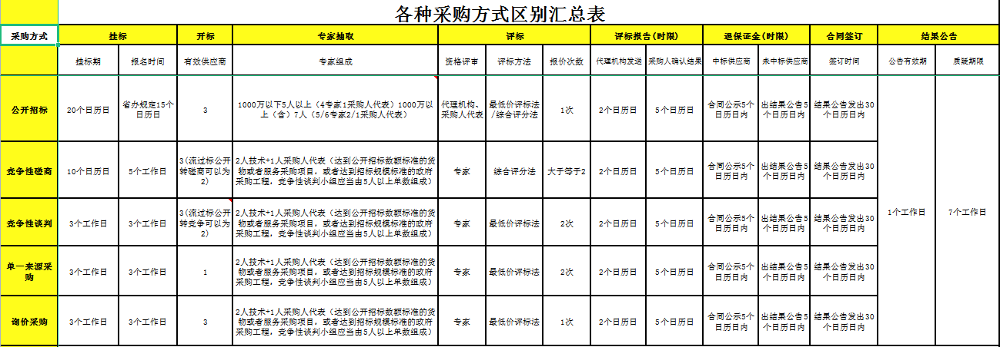 各种采购方式区别汇总表
采购方式 挂标 开标 专家抽取 评标 评标报告(时限) 退保证金(时限) 合同签订 结果公告
挂标期 报名时间 有效供应商 专家组成 资格评审 评标方法 报价次数 代理机构发送 采购人确认结果 中标供应商 未中标供应商 签订时间 公告有效期 质疑期限
公开招标
20个日历日
省办规定15个
日历日
3
1000万以下5人以上（4专家1采购人代表）1000万以
上（含）7人（5/6专家2/1采购人代表）
代理机构、
采购人代表
最低价评标法
/综合评分法
1次
2个日历日
5个日历日
合同公示5个
日历日内
出结果公告5
个日历日内
结果公告发出30
个日历日内
1个工作日
7个工作日
竞争性磋商
10个日历日
5个工作日
3(流过标公开
转磋商可以为
2)
2人技术+1人采购人代表（达到公开招标数额标准的货
物或者服务采购项目，或者达到招标规模标准的政府
采购工程，竞争性谈判小组应当由5人以上单数组成）
专家
综合评分法
大于等于2
2个日历日
5个日历日
合同公示5个
日历日内
出结果公告5
个日历日内
结果公告发出30
个日历日内
竞争性谈判
3个工作日
3个工作日
3(流过标公开
转竞争可以为
2)
2人技术+1人采购人代表（达到公开招标数额标准的货
物或者服务采购项目，或者达到招标规模标准的政府
采购工程，竞争性谈判小组应当由5人以上单数组成）
专家
最低价评标法
2次
2个日历日
5个日历日
合同公示5个
日历日内
出结果公告5
个日历日内
结果公告发出30
个日历日内
单一来源采
购
3个工作日
3个工作日
1
2人技术+1人采购人代表（达到公开招标数额标准的货
物或者服务采购项目，或者达到招标规模标准的政府
采购工程，竞争性谈判小组应当由5人以上单数组成）
专家
最低价评标法
2次
2个日历日
5个日历日
合同公示5个
日历日内
出结果公告5
个日历日内
结果公告发出30
个日历日内
询价采购
3个工作日
3个工作日
3
2人技术+1人采购人代表（达到公开招标数额标准的货
物或者服务采购项目，或者达到招标规模标准的政府
采购工程，竞争性谈判小组应当由5人以上单数组成）
专家
最低价评标法
1次
2个日历日
5个日历日
合同公示5个
日历日内
出结果公告5
个日历日内
结果公告发出30
个日历日内